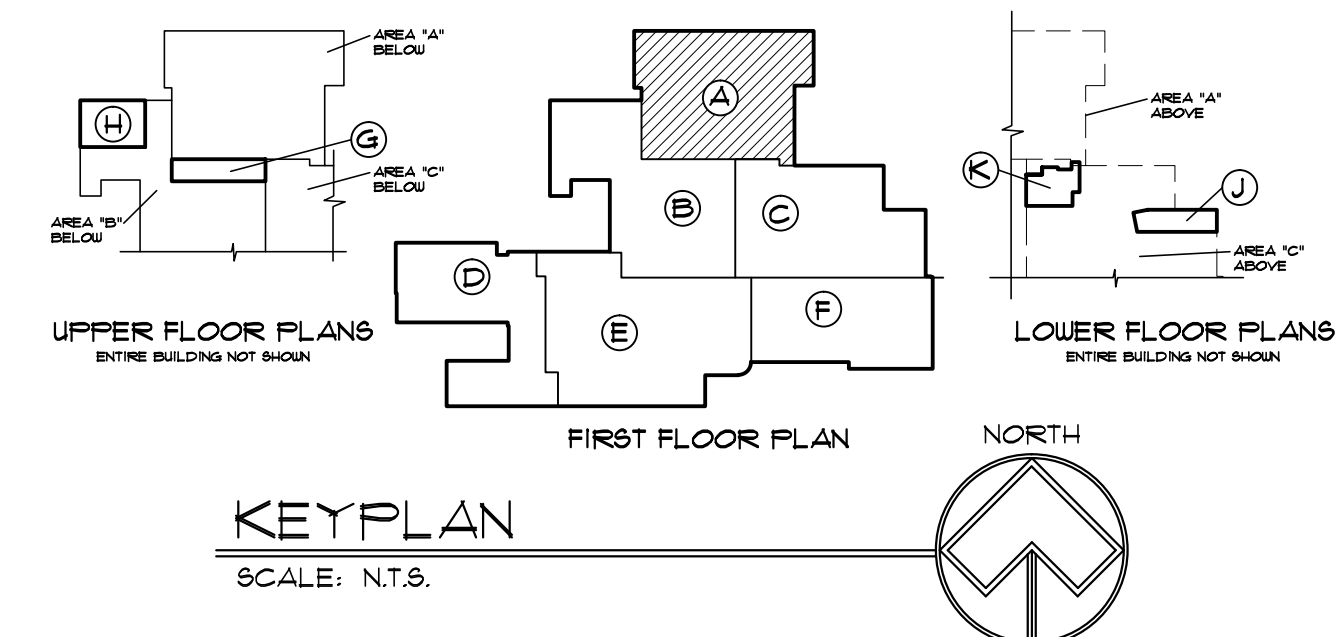 AREA "A"
BELOW
H
G
AREA "C"
BELOW
AREA "B"
BELOW
UPPER FLOOR PLANS
ENTIRE BUILDING NOT SHOWN
A
B
C
D
E
F
FIRST FLOOR PLAN
AREA "A"
ABOVE
K
J
AREA "C"
ABOVE
LOWER FLOOR PLANS
ENTIRE BUILDING NOT SHOWN
NORTH
KEYPLAN
SCALE: N.T.S.